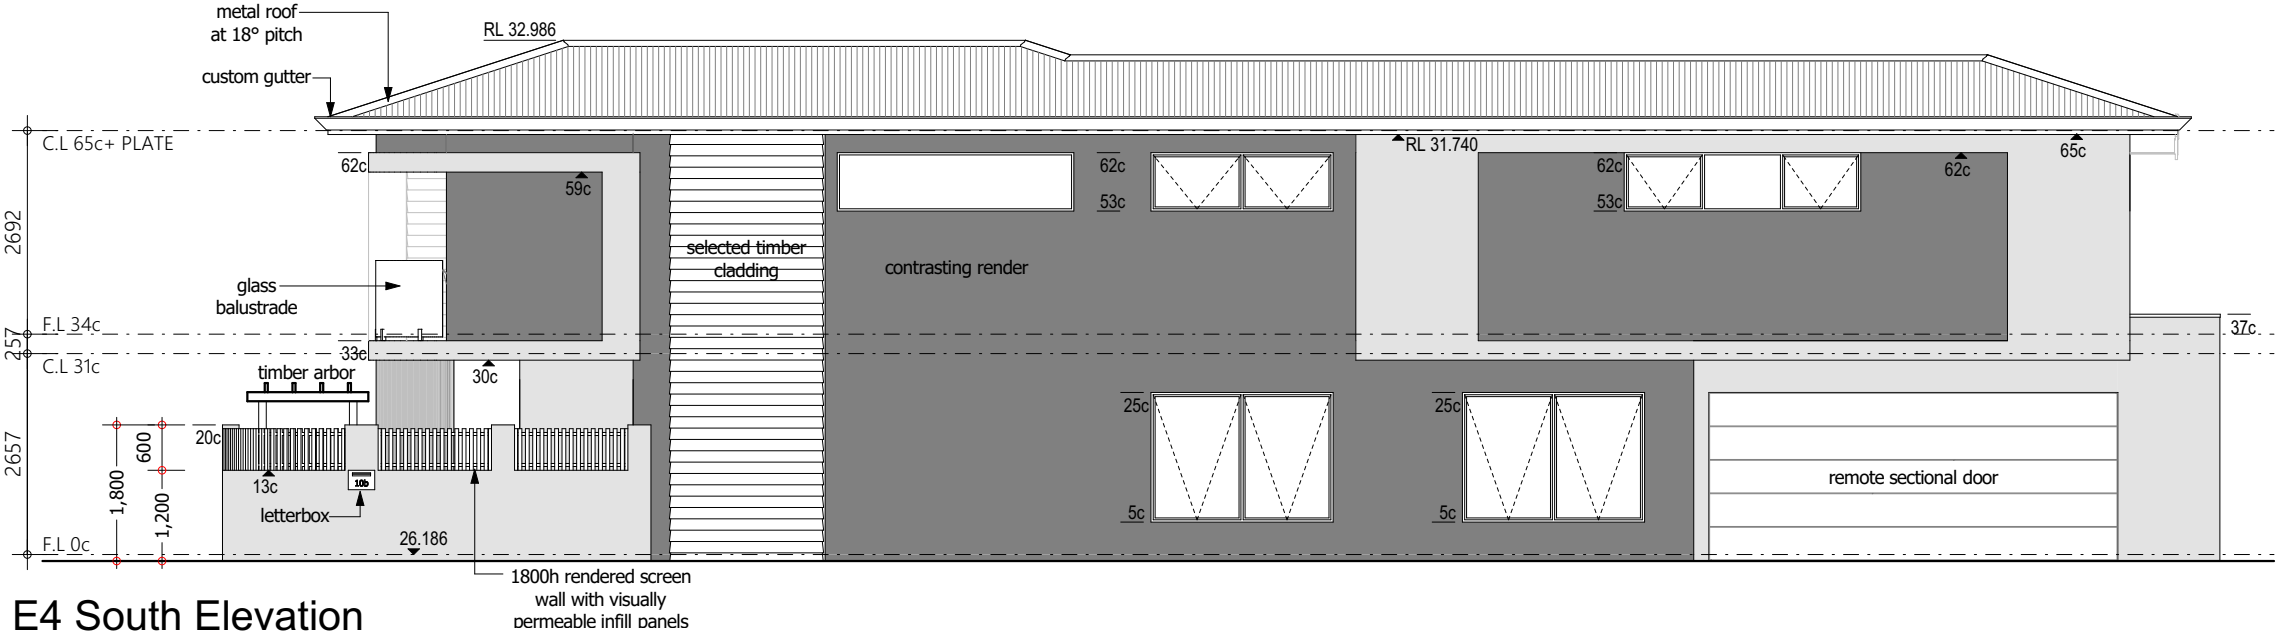 metal roof
at 18° pitch
RL 32.986
custom gutter
C.L 65c+ PLATE
62c
59c
62c
53c
RL 31.740
62c
53c
62c
65c
2692
selected timber
cladding
contrasting render
glass
balustrade
F.L 34c
37c
257
33c
C.L 31c
timber arbor
30c
25c
25c
20c
2657
600
1,800
1,200
13c
10b
letterbox
remote sectional door
5c
5c
F.L 0c
26.186
1800h rendered screen
wall with visually
permeable infill panels
E4 South Elevation